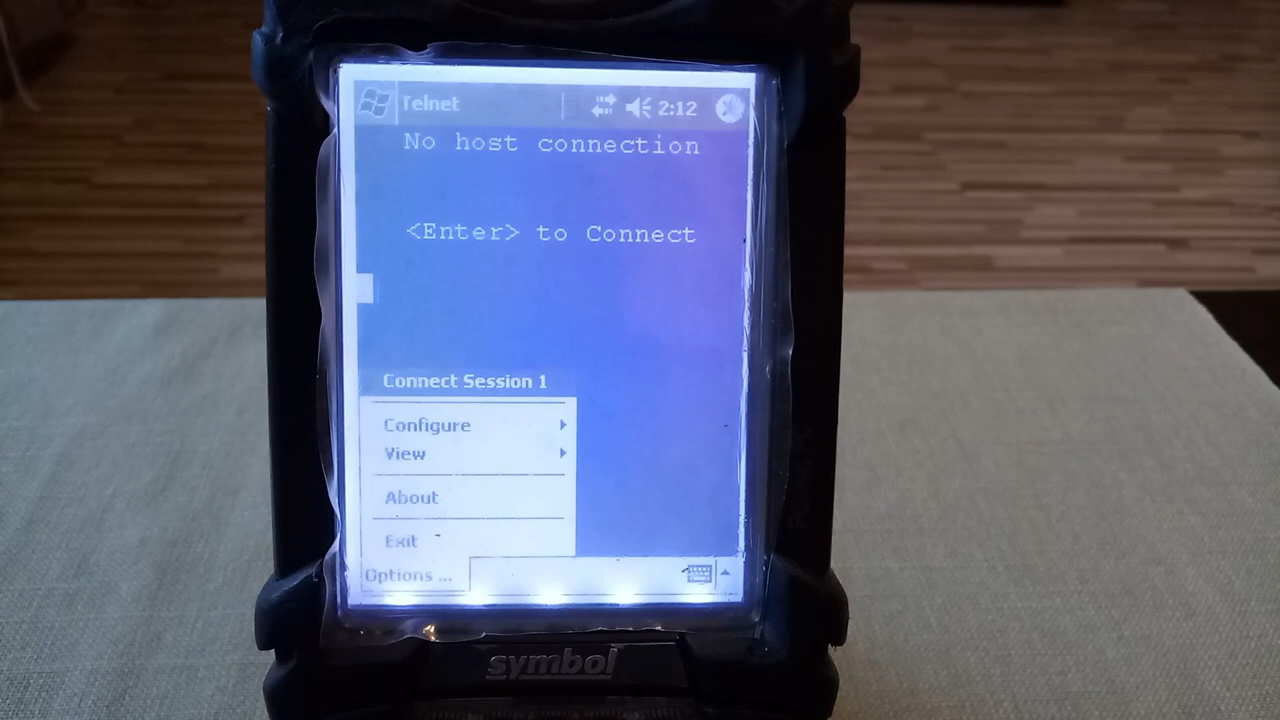 Telnet 2:12
No host connection
<Enter> to Connect
Connect Session 1
Configure
View
About
Exit
Options ...
symbol